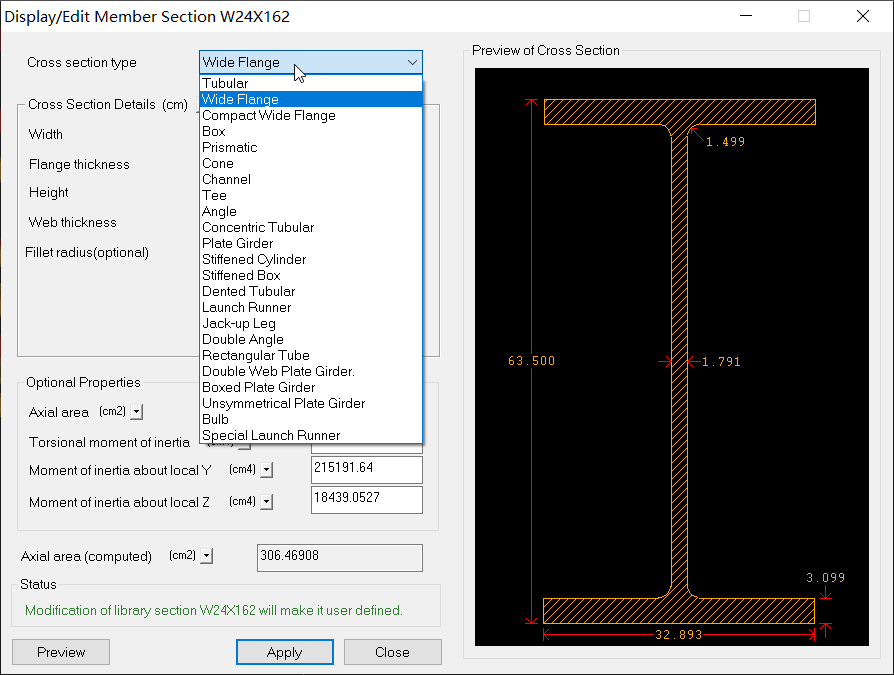 Display/Edit Member Section W24X162
Cross section type
Wide Flange
Tubular
Wide Flange
Compact Wide Flange
Box
Prismatic
Cone
Channel
Tee
Angle
Concentric Tubular
Plate Girder
Stiffened Cylinder
Stiffened Box
Dented Tubular
Launch Runner
Jack-up Leg
Double Angle
Rectangular Tube
Double Web Plate Girder.
Boxed Plate Girder
Unsymmetrical Plate Girder
Bulb
Special Launch Runner
Cross Section Details (cm)
Width
Flange thickness
Height
Web thickness
Fillet radius(optional)
Optional Properties
Axial area (cm2)
Torsional moment of inertia
Moment of inertia about local Y (cm4) 215191.64
Moment of inertia about local Z (cm4) 18439.0527
Axial area (computed) (cm2) 306.46908
Status
Modification of library section W24X162 will make it user defined.
Preview Apply Close
Preview of Cross Section
1.499
63.500
1.791
3.099
32.893